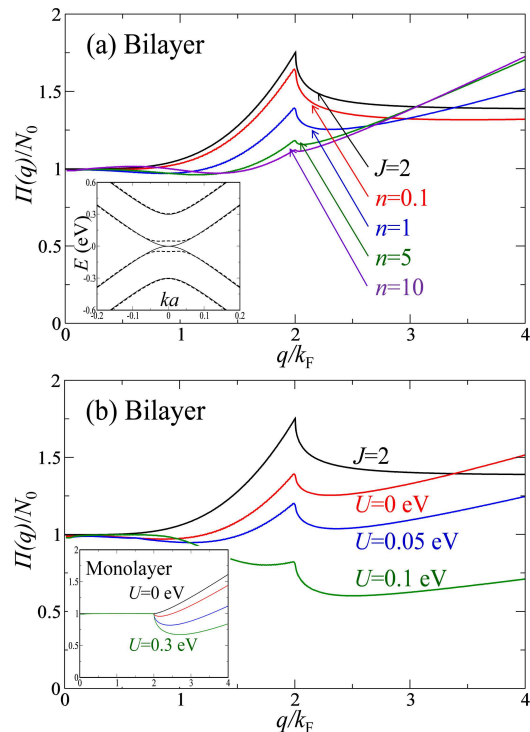 (a) Bilayer
Π(q)/N0
2
1.5
1
0.5
0
J=2
n=0.1
n=1
n=5
n=10
E (eV)
0.6
0.3
0.0
-0.3
-0.6
-0.2 -0.1 0 0.1 0.2
ka
0 1 2 3 4
q/kF
(b) Bilayer
Π(q)/N0
2
1.5
1
0.5
0
J=2
U=0 eV
U=0.05 eV
U=0.1 eV
Monolayer
U=0 eV
U=0.3 eV
2
1.5
1
0.5
0
0 1 2 3 4
0 1 2 3 4
q/kF